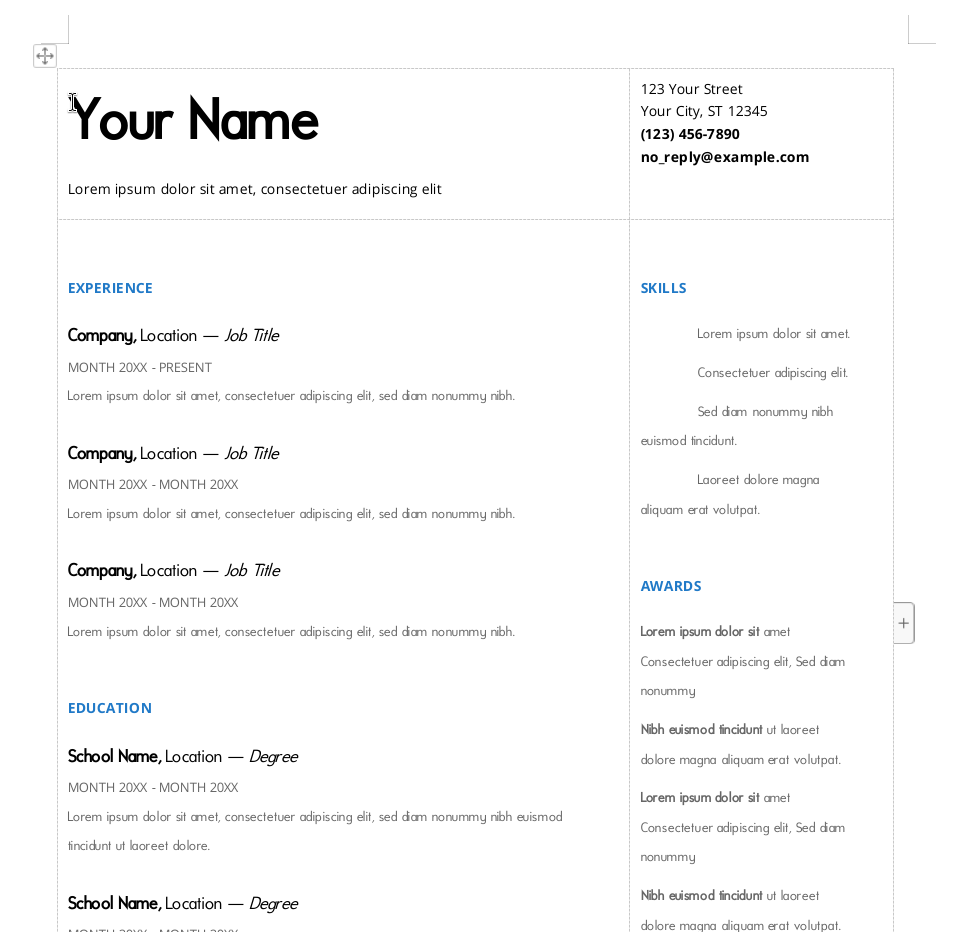 Your Name
Lorem ipsum dolor sit amet, consectetuer adipiscing elit
123 Your Street
Your City, ST 12345
(123) 456-7890
no_reply@example.com
EXPERIENCE
Company, Location — Job Title
MONTH 20XX - PRESENT
Lorem ipsum dolor sit amet, consectetuer adipiscing elit, sed diam nonummy nibh.
Company, Location — Job Title
MONTH 20XX - MONTH 20XX
Lorem ipsum dolor sit amet, consectetuer adipiscing elit, sed diam nonummy nibh.
Company, Location — Job Title
MONTH 20XX - MONTH 20XX
Lorem ipsum dolor sit amet, consectetuer adipiscing elit, sed diam nonummy nibh.
EDUCATION
School Name, Location — Degree
MONTH 20XX - MONTH 20XX
Lorem ipsum dolor sit amet, consectetuer adipiscing elit, sed diam nonummy nibh euismod
tincidunt ut laoreet dolore.
School Name, Location — Degree
MONTH 20XX - MONTH 20XX
SKILLS
Lorem ipsum dolor sit amet.
Consectetuer adipiscing elit.
Sed diam nonummy nibh
euismod tincidunt.
Laoreet dolore magna
aliquam erat volutpat.
AWARDS
Lorem ipsum dolor sit amet
Consectetuer adipiscing elit, Sed diam
nonummy
Nibh euismod tincidunt ut laoreet
dolore magna aliquam erat volutpat.
Lorem ipsum dolor sit amet
Consectetuer adipiscing elit, Sed diam
nonummy
Nibh euismod tincidunt ut laoreet
dolore magna aliquam erat volutpat.